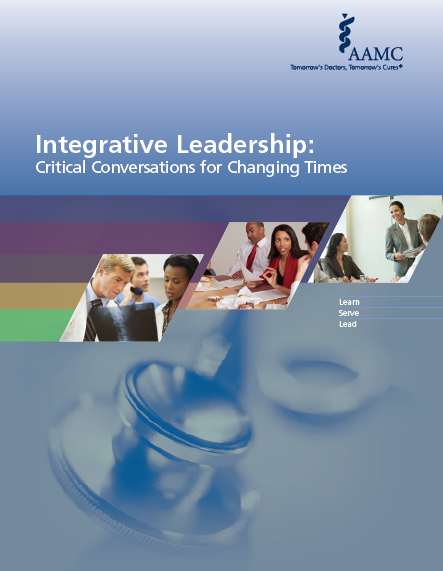 AAMC
Tomorrow's Doctors, Tomorrow's Cures®
Integrative Leadership:
Critical Conversations for Changing Times
Learn
Serve
Lead